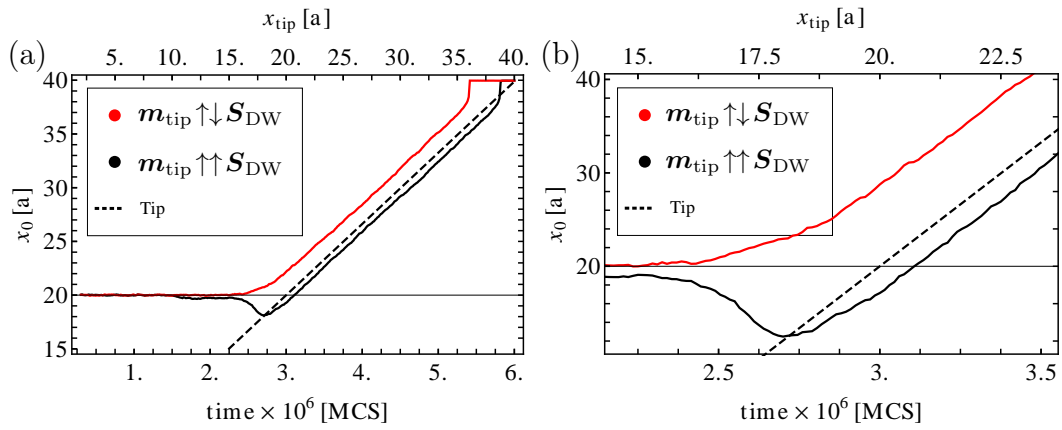 (a)
x_tip [a]
5. 10. 15. 20. 25. 30. 35. 40.
40
35
30
25
20
15
x_0 [a]
m_tip ↑↓ S_DW
m_tip ↑↑ S_DW
Tip
1. 2. 3. 4. 5. 6.
time × 10^6 [MCS]
(b)
x_tip [a]
15. 17.5 20. 22.5
40
20
x_0 [a]
m_tip ↑↓ S_DW
m_tip ↑↑ S_DW
Tip
2.5 3. 3.5
time × 10^6 [MCS]